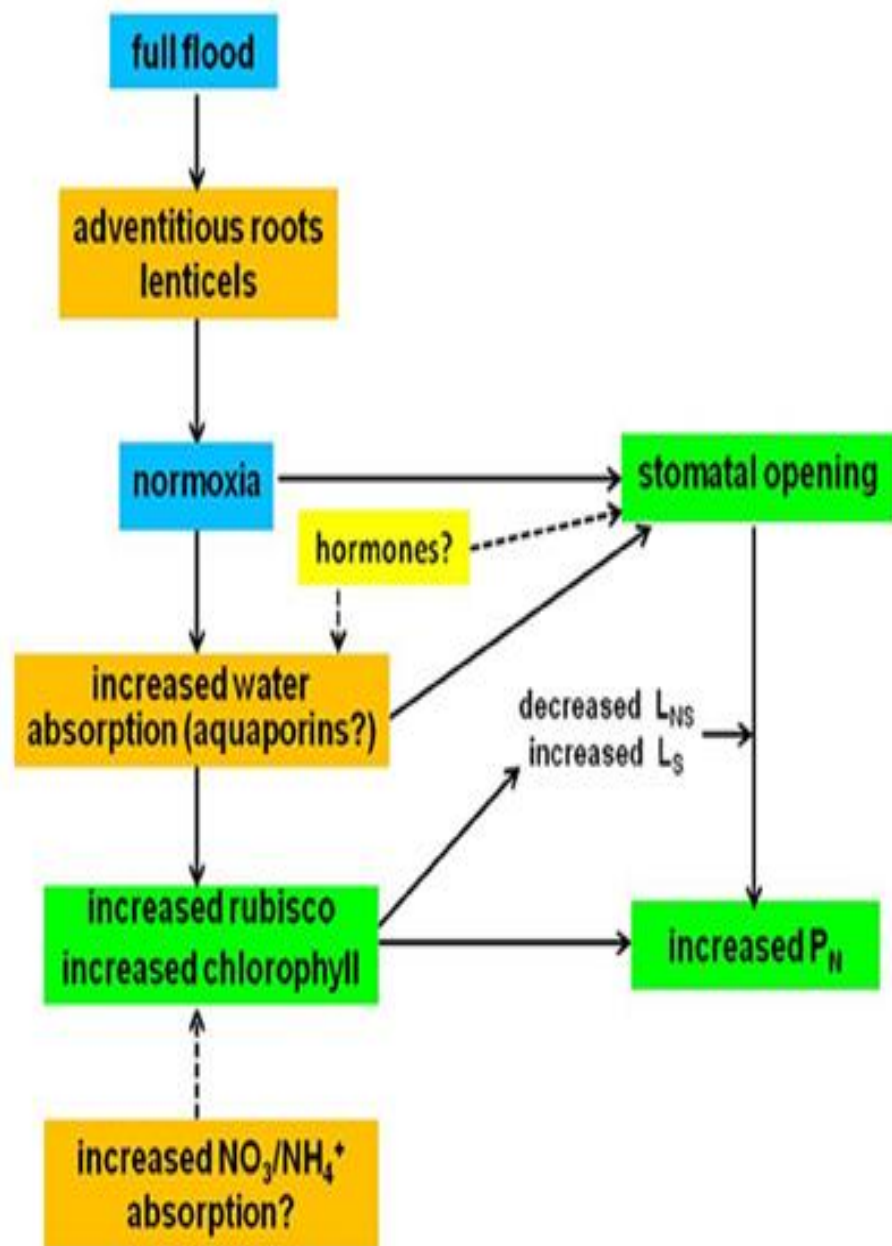 full flood
adventitious roots
lenticels
normoxia
stomatal opening
hormones?
increased water
absorption (aquaporins?)
decreased L_NS
increased L_S
increased rubisco
increased chlorophyll
increased P_N
increased NO₃/NH₄⁺
absorption?